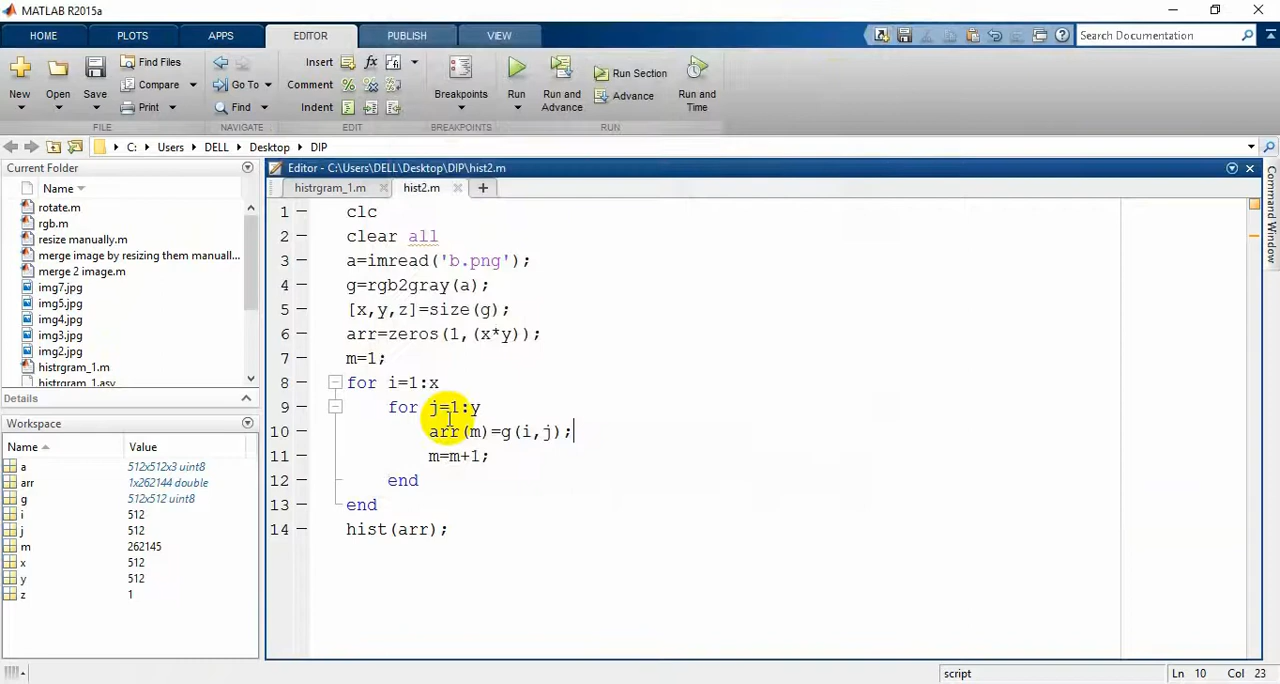 MATLAB R2015a
HOME PLOTS APPS EDITOR PUBLISH VIEW Search Documentation
New Open Save Find Files Compare Print Go To Find Insert fx Comment Indent Breakpoints Run Run and Advance Run Section Advance Run and Time
FILE NAVIGATE EDIT BREAKPOINTS RUN
C: Users DELL Desktop DIP
Current Folder
Name
rotate.m
rgb.m
resize manually.m
merge image by resizing them manuall...
merge 2 image.m
img7.jpg
img5.jpg
img4.jpg
img3.jpg
img2.jpg
histrgram_1.m
histrgram_1.asv
Details
Workspace
Name Value
a 512x512x3 uint8
arr 1x262144 double
g 512x512 uint8
i 512
j 512
m 262145
x 512
y 512
z 1
Editor - C:\Users\DELL\Desktop\DIP\hist2.m
histrgram_1.m hist2.m
1 clc
2 clear all
3 a=imread('b.png');
4 g=rgb2gray(a);
5 [x,y,z]=size(g);
6 arr=zeros(1,(x*y));
7 m=1;
8 for i=1:x
9 for j=1:y
10 arr(m)=g(i,j);
11 m=m+1;
12 end
13 end
14 hist(arr);
Command Window
script Ln 10 Col 23